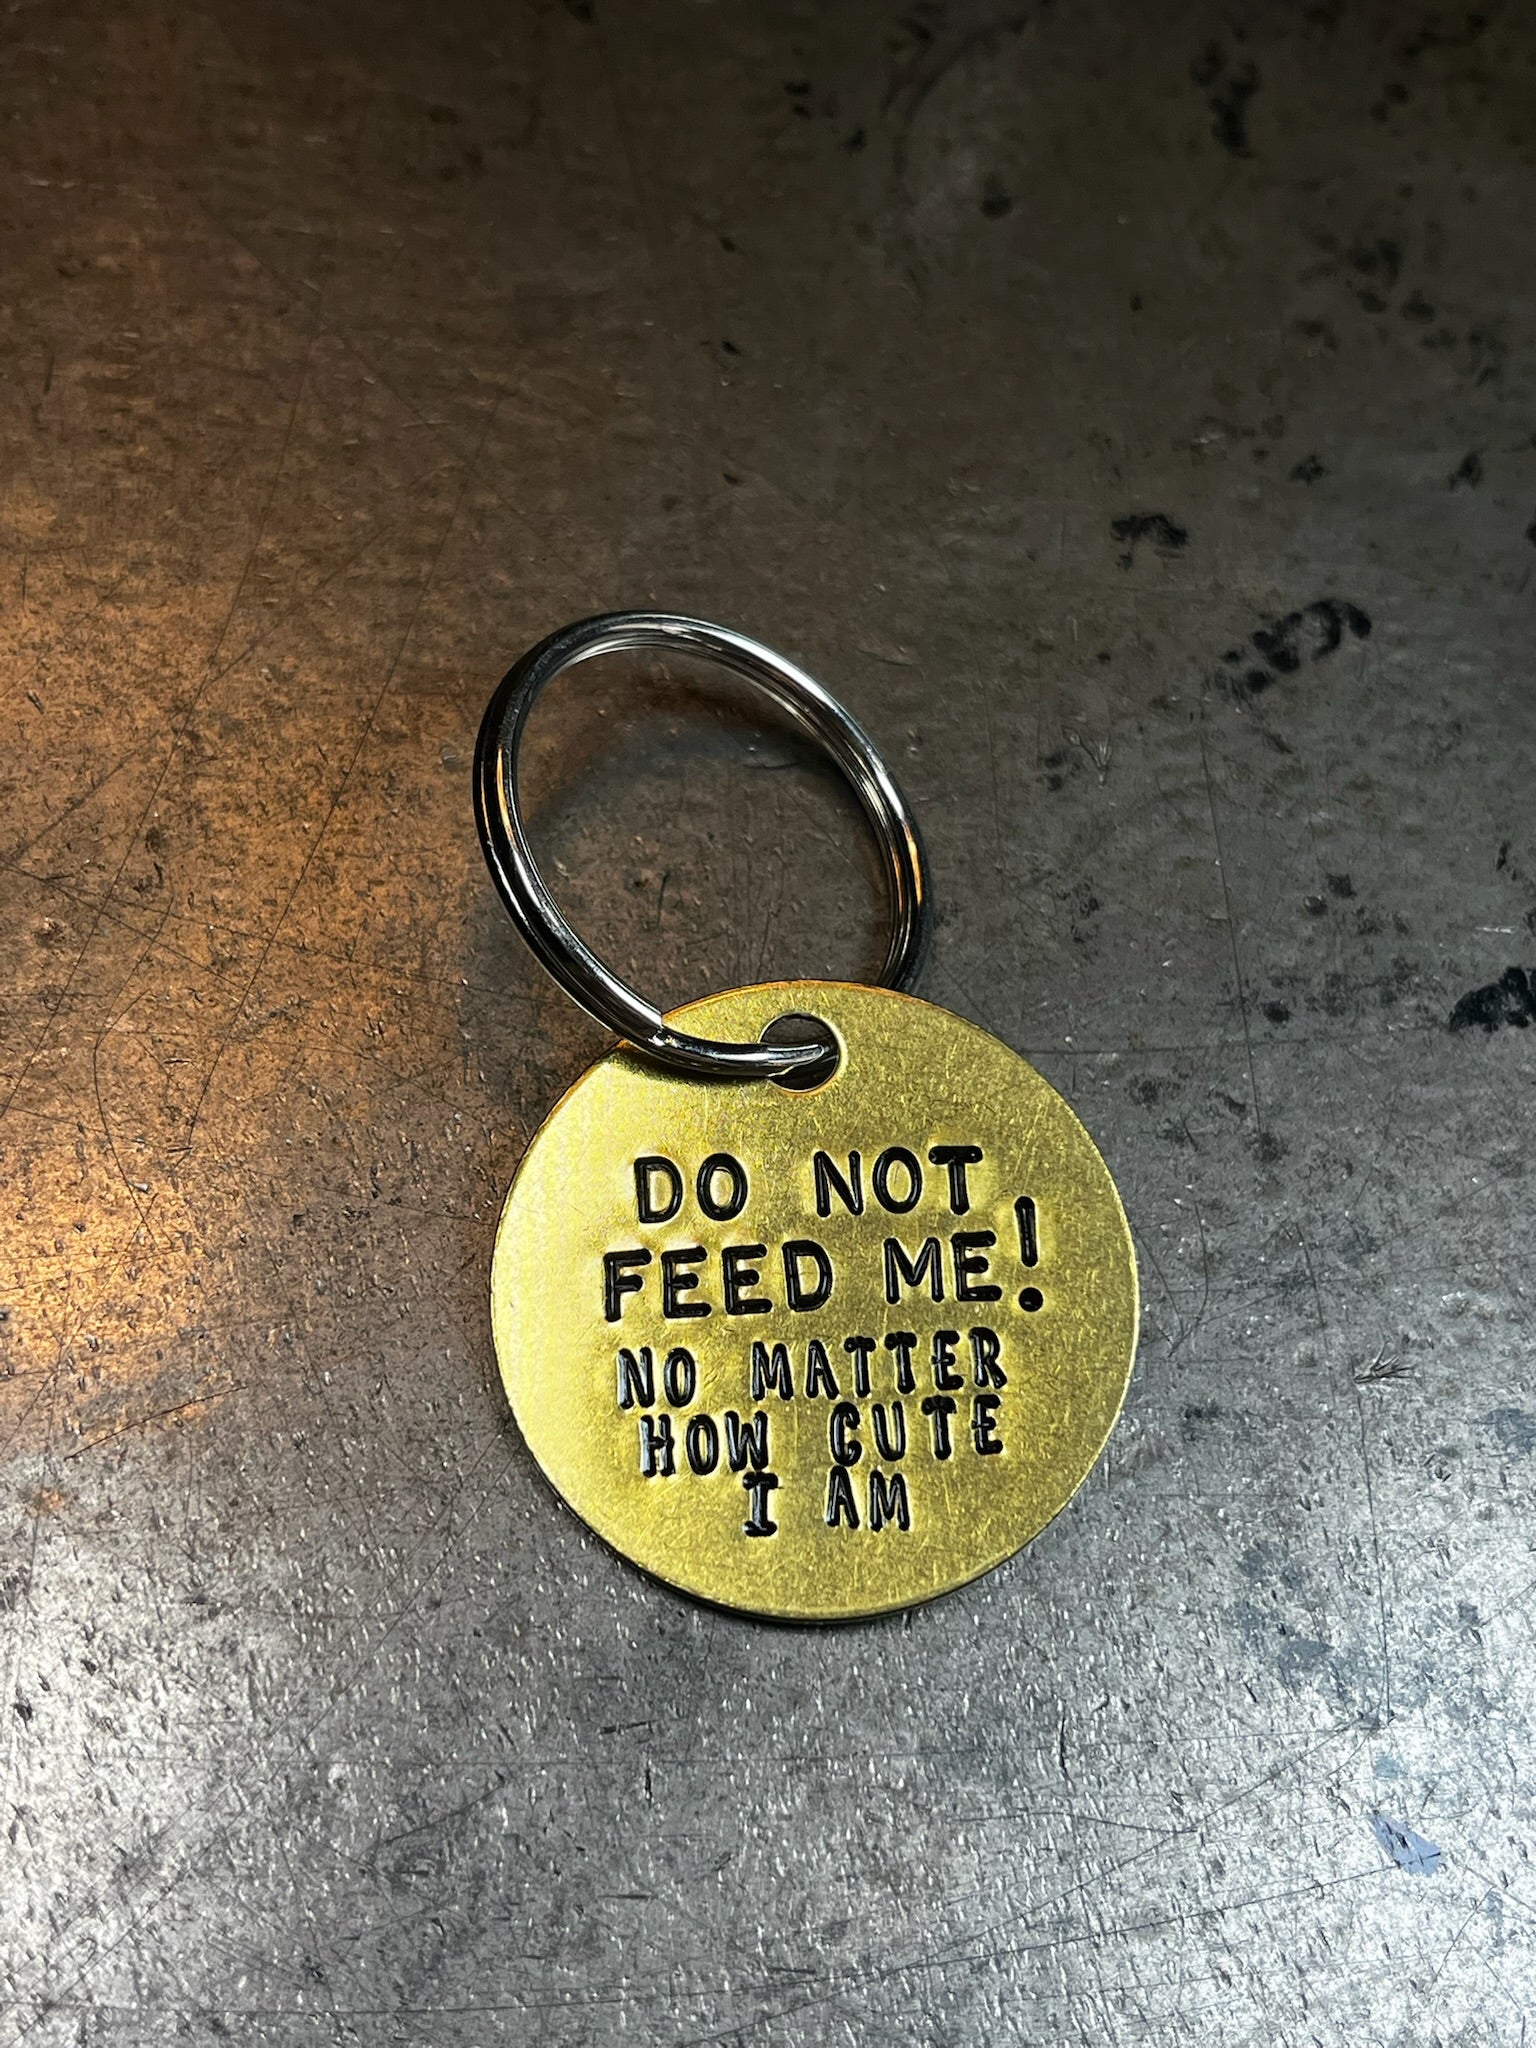 DO NOT
FEED ME!
NO MATTER
HOW CUTE
I AM